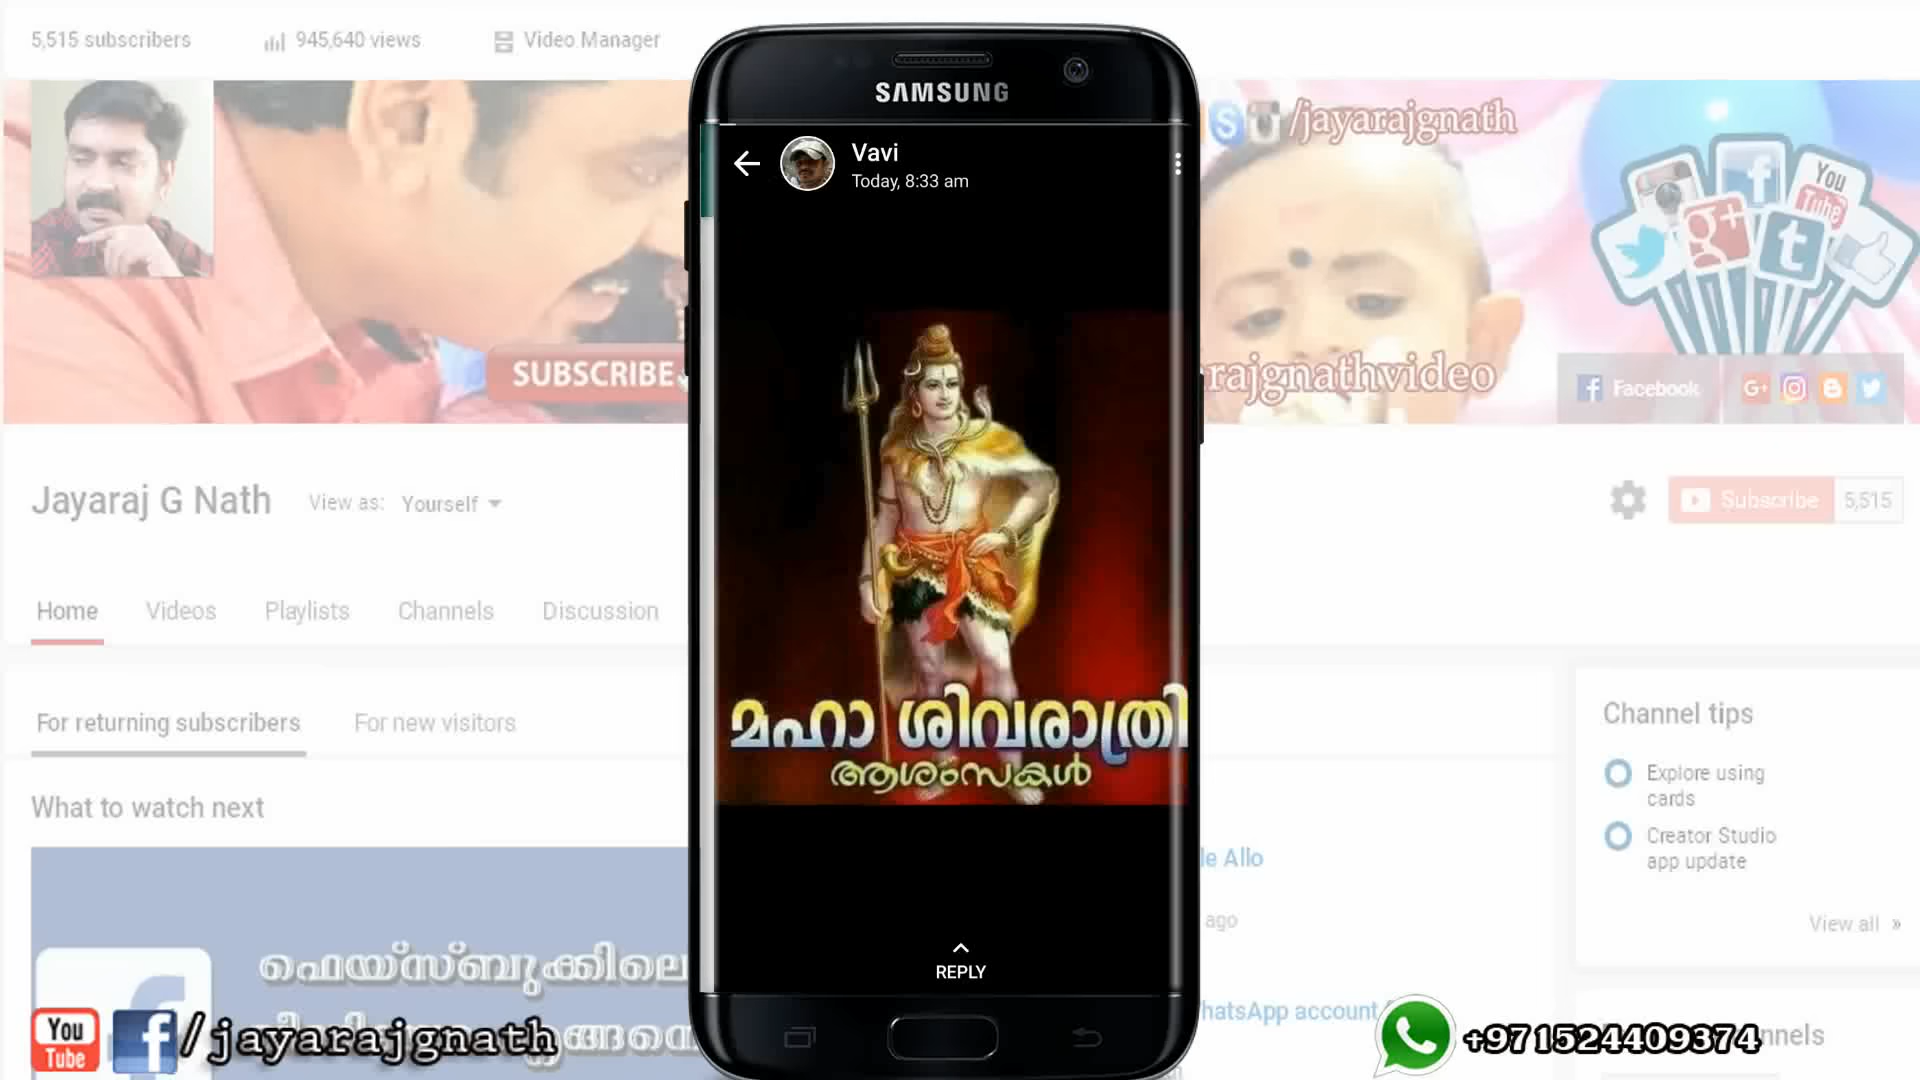 5,515 subscribers
945,640 views
Video Manager
SAMSUNG
/jayarajgnath
You
Tube
Vavi
Today, 8:33 am
SUBSCRIBE
rajgnathvideo
Facebook
Jayaraj G Nath
View as: Yourself
Subscribe 5,515
Home
Videos
Playlists
Channels
Discussion
For returning subscribers
For new visitors
മഹാ ശിവരാത്രി
ആശംസകൾ
Channel tips
Explore using
cards
Creator Studio
app update
View all »
What to watch next
le Allo
ago
ഫെയ്സ്ബുക്കിലെ
REPLY
hatsApp account
You
Tube
/jayarajgnath
+971524409374
nnels